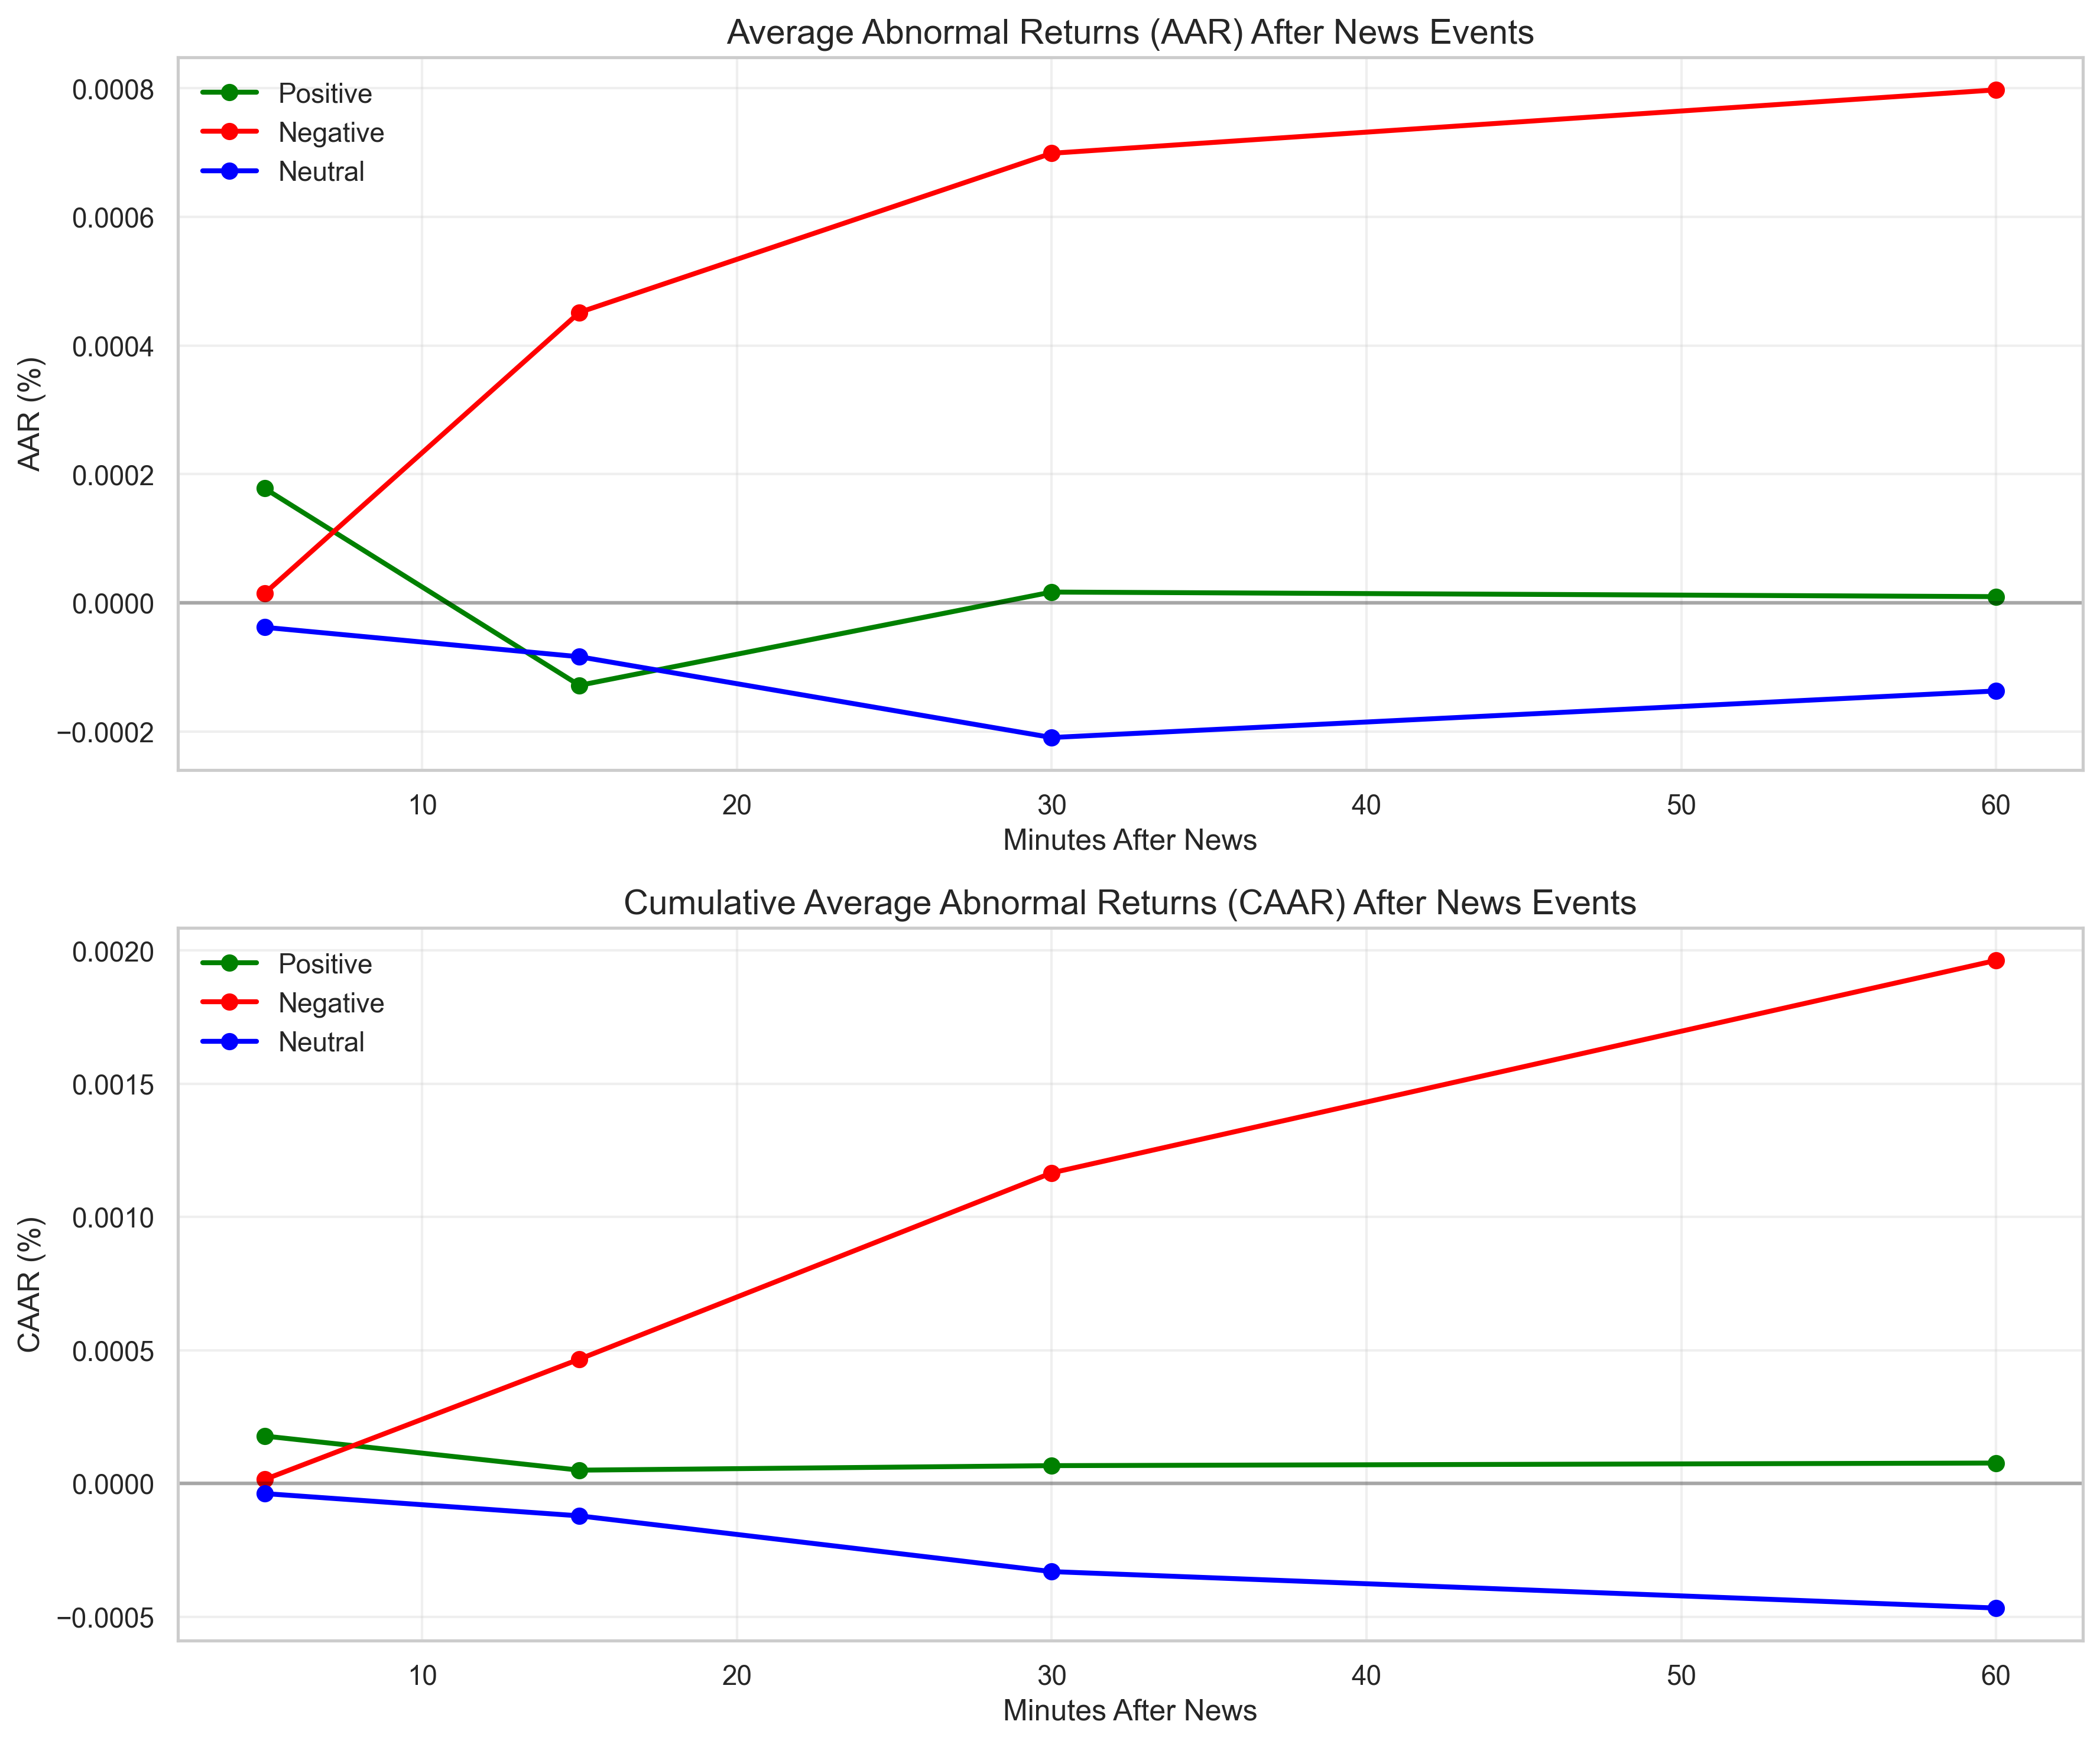 Average Abnormal Returns (AAR) After News Events
Positive
Negative
Neutral
AAR (%)
0.0008
0.0006
0.0004
0.0002
0.0000
−0.0002
10 20 30 40 50 60
Minutes After News
Cumulative Average Abnormal Returns (CAAR) After News Events
Positive
Negative
Neutral
CAAR (%)
0.0020
0.0015
0.0010
0.0005
0.0000
−0.0005
10 20 30 40 50 60
Minutes After News